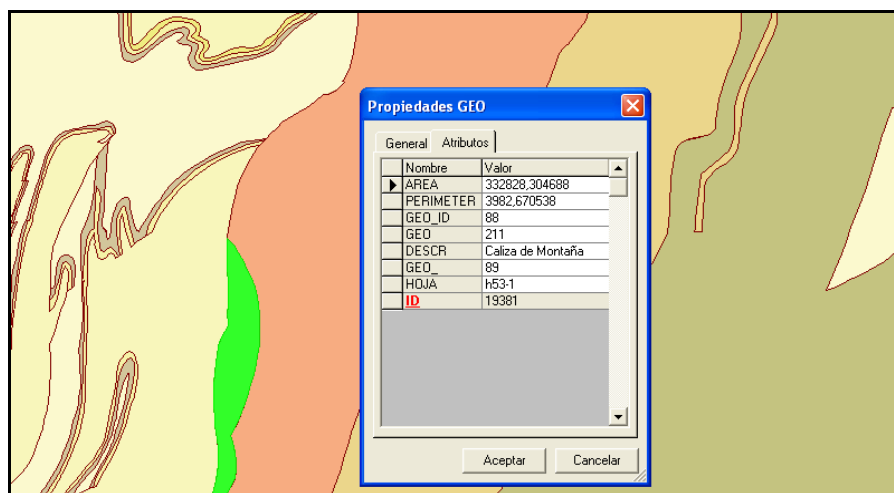 Propiedades GEO
General Atributos
Nombre Valor
AREA 332828,304688
PERIMETER 3982,670538
GEO_ID 88
GEO 211
DESCR Caliza de Montaña
GEO_ 89
HOJA h53-1
ID 19381
Aceptar Cancelar